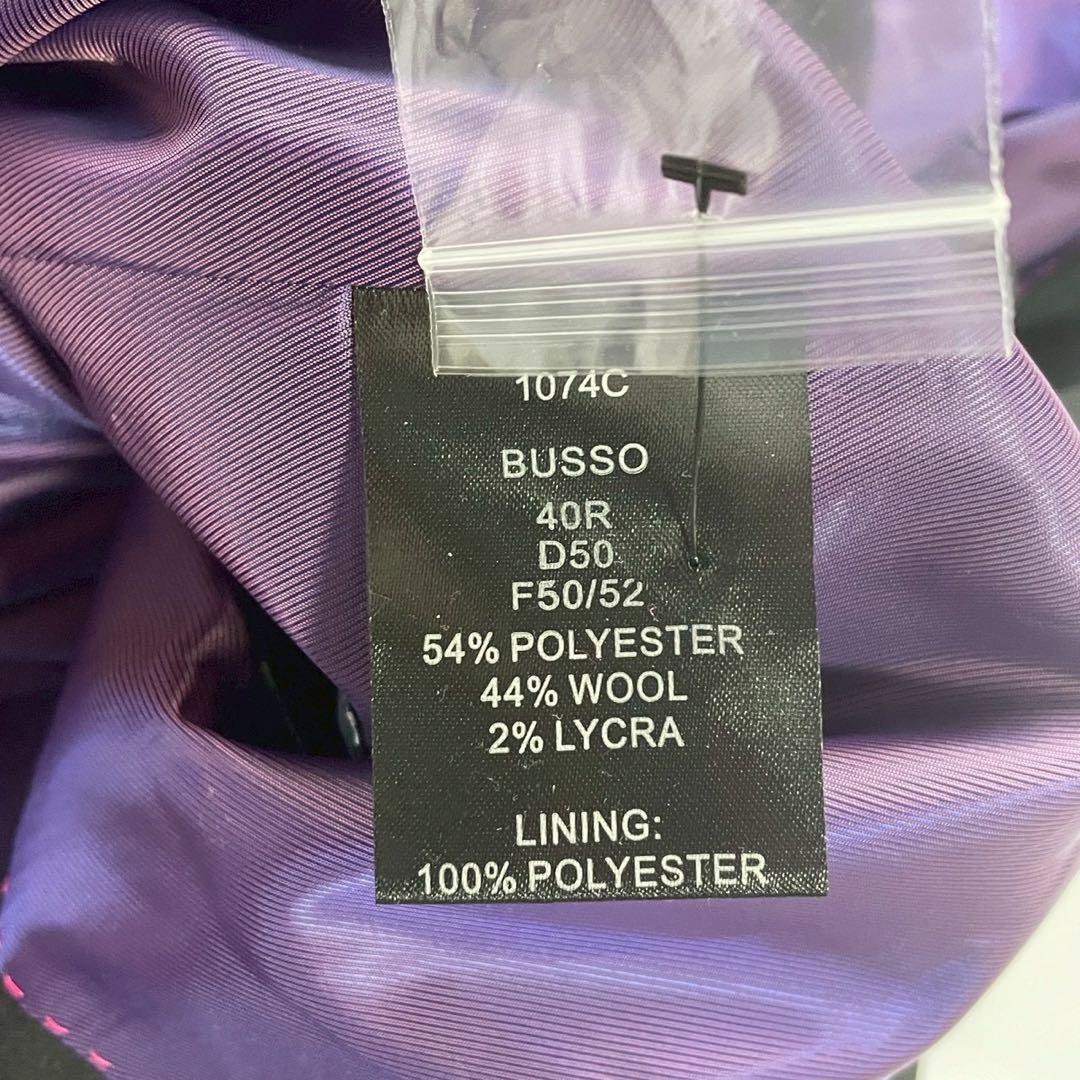 1074C
BUSSO
40R
D50
F50/52
54% POLYESTER
44% WOOL
2% LYCRA
LINING:
100% POLYESTER